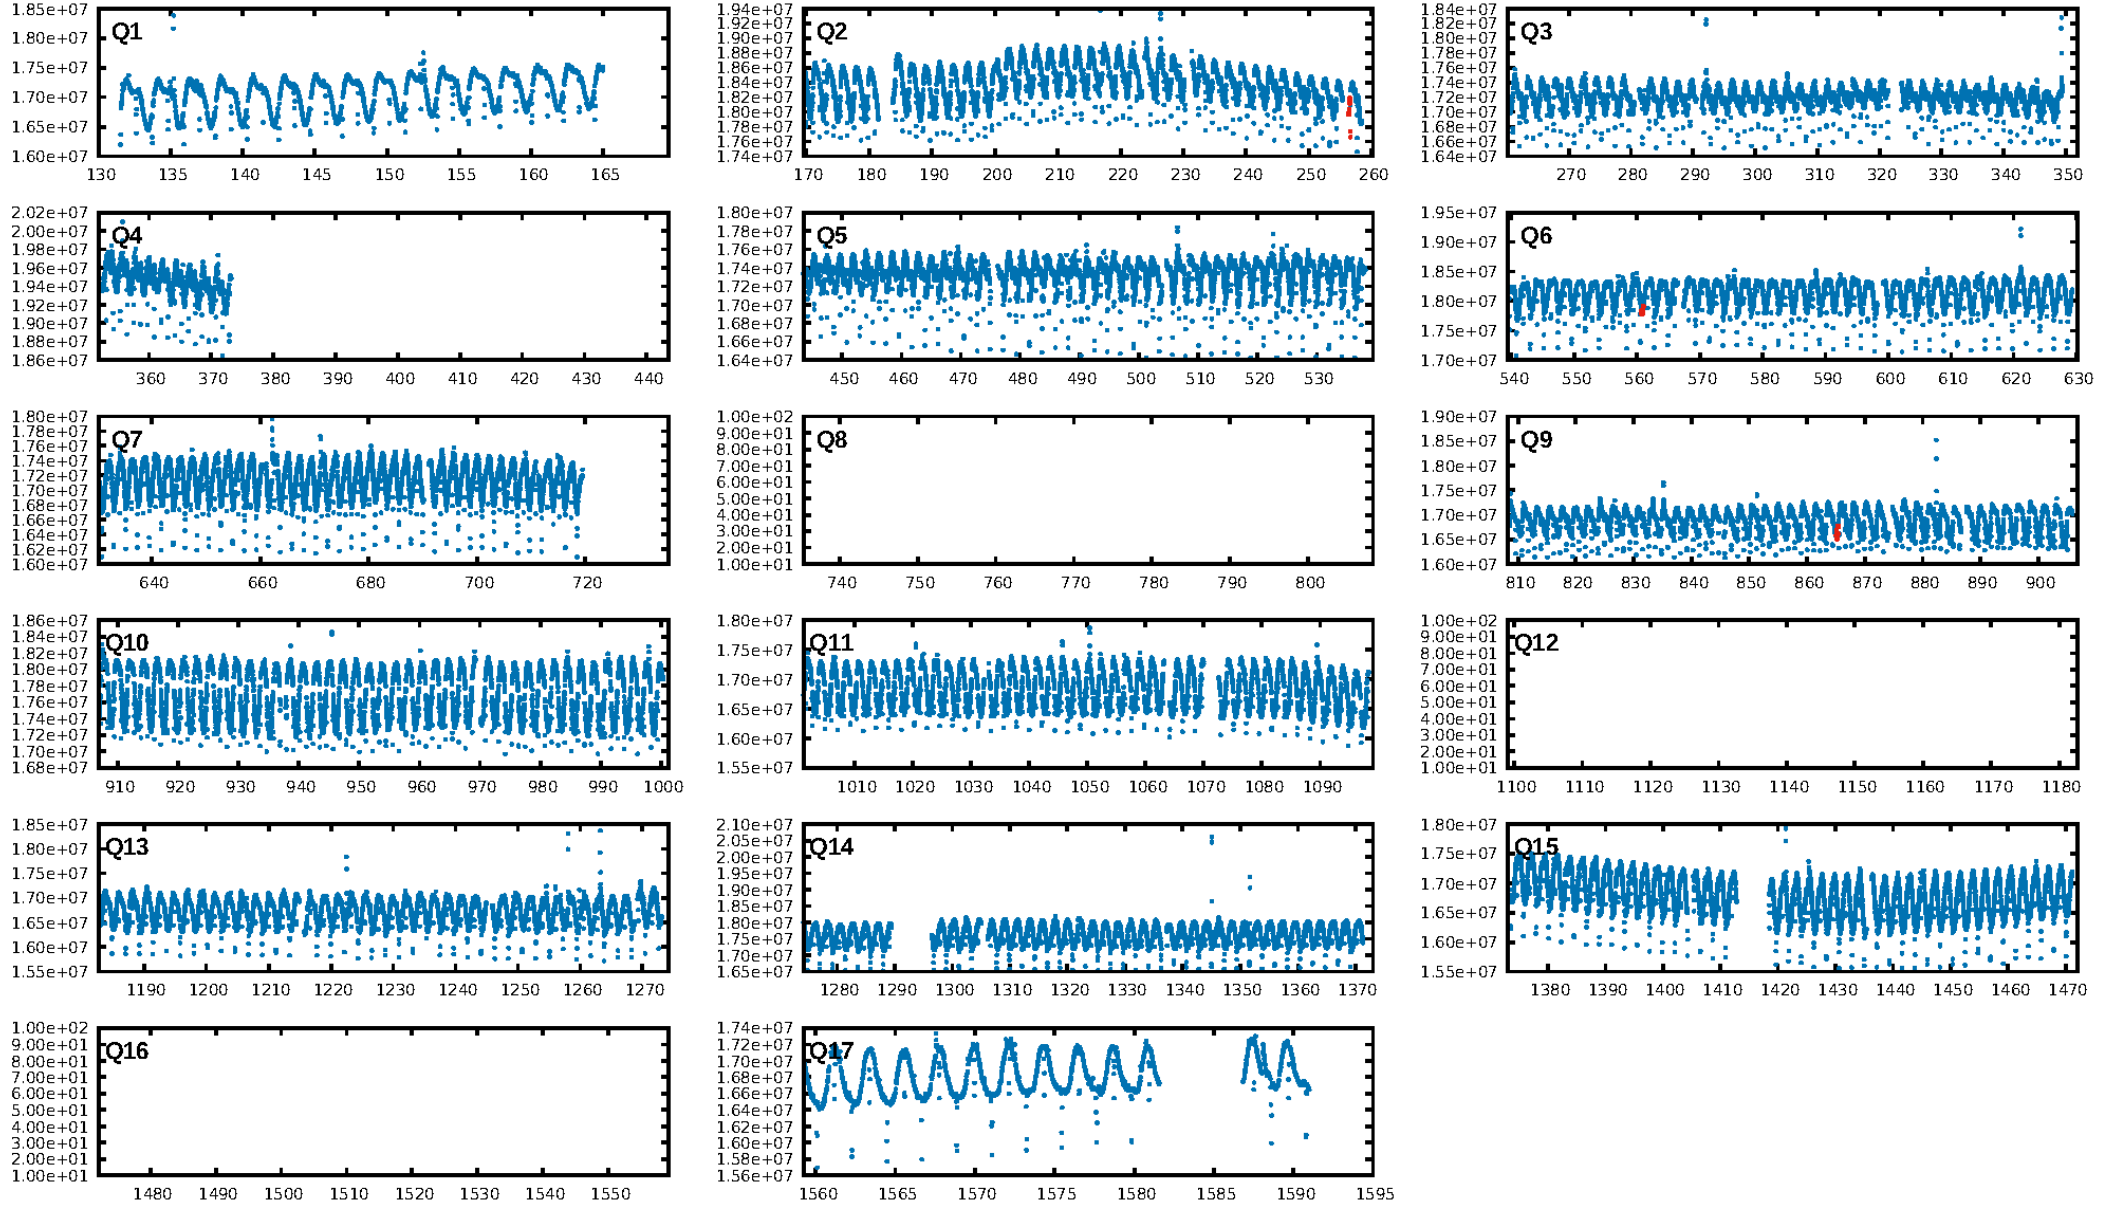 1.85e+07 1.80e+07 1.75e+07 1.70e+07 1.65e+07 1.60e+07
Q1
130 135 140 145 150 155 160 165
1.94e+07 1.92e+07 1.90e+07 1.88e+07 1.86e+07 1.84e+07 1.82e+07 1.80e+07 1.78e+07 1.76e+07 1.74e+07
Q2
170 180 190 200 210 220 230 240 250 260
1.84e+07 1.82e+07 1.80e+07 1.78e+07 1.76e+07 1.74e+07 1.72e+07 1.70e+07 1.68e+07 1.66e+07 1.64e+07
Q3
270 280 290 300 310 320 330 340 350
2.02e+07 2.00e+07 1.98e+07 1.96e+07 1.94e+07 1.92e+07 1.90e+07 1.88e+07 1.86e+07
Q4
360 370 380 390 400 410 420 430 440
1.80e+07 1.78e+07 1.76e+07 1.74e+07 1.72e+07 1.70e+07 1.68e+07 1.66e+07 1.64e+07
Q5
450 460 470 480 490 500 510 520 530
1.95e+07 1.90e+07 1.85e+07 1.80e+07 1.75e+07 1.70e+07
Q6
540 550 560 570 580 590 600 610 620 630
1.80e+07 1.78e+07 1.76e+07 1.74e+07 1.72e+07 1.70e+07 1.68e+07 1.66e+07 1.64e+07 1.62e+07 1.60e+07
Q7
640 660 680 700 720
1.00e+02 9.00e+01 8.00e+01 7.00e+01 6.00e+01 5.00e+01 4.00e+01 3.00e+01 2.00e+01 1.00e+01
Q8
740 750 760 770 780 790 800
1.90e+07 1.85e+07 1.80e+07 1.75e+07 1.70e+07 1.65e+07 1.60e+07
Q9
810 820 830 840 850 860 870 880 890 900
1.86e+07 1.84e+07 1.82e+07 1.80e+07 1.78e+07 1.76e+07 1.74e+07 1.72e+07 1.70e+07 1.68e+07
Q10
910 920 930 940 950 960 970 980 990 1000
1.80e+07 1.75e+07 1.70e+07 1.65e+07 1.60e+07 1.55e+07
Q11
1010 1020 1030 1040 1050 1060 1070 1080 1090
1.00e+02 9.00e+01 8.00e+01 7.00e+01 6.00e+01 5.00e+01 4.00e+01 3.00e+01 2.00e+01 1.00e+01
Q12
1100 1110 1120 1130 1140 1150 1160 1170 1180
1.85e+07 1.80e+07 1.75e+07 1.70e+07 1.65e+07 1.60e+07 1.55e+07
Q13
1190 1200 1210 1220 1230 1240 1250 1260 1270
2.10e+07 2.05e+07 2.00e+07 1.95e+07 1.90e+07 1.85e+07 1.80e+07 1.75e+07 1.70e+07 1.65e+07
Q14
1280 1290 1300 1310 1320 1330 1340 1350 1360 1370
1.80e+07 1.75e+07 1.70e+07 1.65e+07 1.60e+07 1.55e+07
Q15
1380 1390 1400 1410 1420 1430 1440 1450 1460 1470
1.00e+02 9.00e+01 8.00e+01 7.00e+01 6.00e+01 5.00e+01 4.00e+01 3.00e+01 2.00e+01 1.00e+01
Q16
1480 1490 1500 1510 1520 1530 1540 1550
1.74e+07 1.72e+07 1.70e+07 1.68e+07 1.66e+07 1.64e+07 1.62e+07 1.60e+07 1.58e+07 1.56e+07
Q17
1560 1565 1570 1575 1580 1585 1590 1595